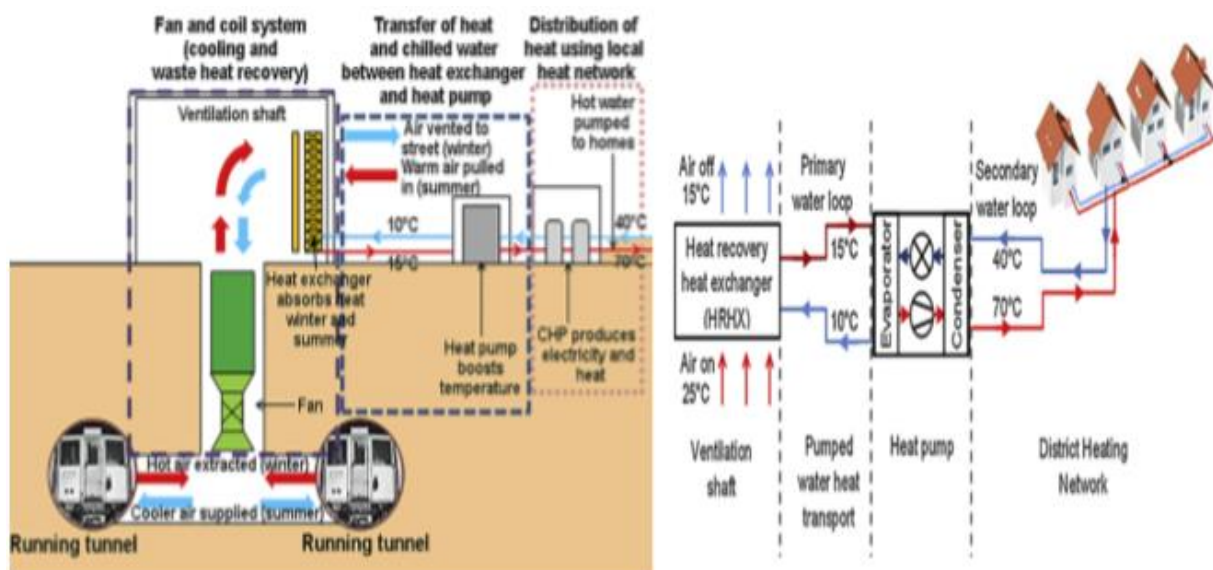 Fan and coil system
(cooling and
waste heat recovery)
Transfer of heat
and chilled water
between heat exchanger
and heat pump
Distribution of
heat using local
heat network
Ventilation shaft
Air vented to
street (winter)
Warm air pulled
in (summer)
Hot water
pumped
to homes
10°C
15°C
40°C
70°C
Heat exchanger
absorbs heat
winter and
summer
Heat pump
boosts
temperature
CHP produces
electricity and
heat
Fan
Hot air extracted (winter)
Cooler air supplied (summer)
Running tunnel
Running tunnel
Air off
15°C
Primary
water loop
Secondary
water loop
Heat recovery
heat exchanger
(HRHX)
15°C
10°C
Evaporator
Condenser
40°C
70°C
Air on
25°C
Ventilation
shaft
Pumped
water heat
transport
Heat pump
District Heating
Network